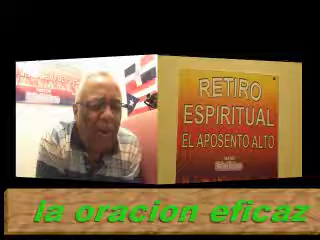 RETIRO
ESPIRITUAL
EL APOSENTO ALTO
la oracion eficaz